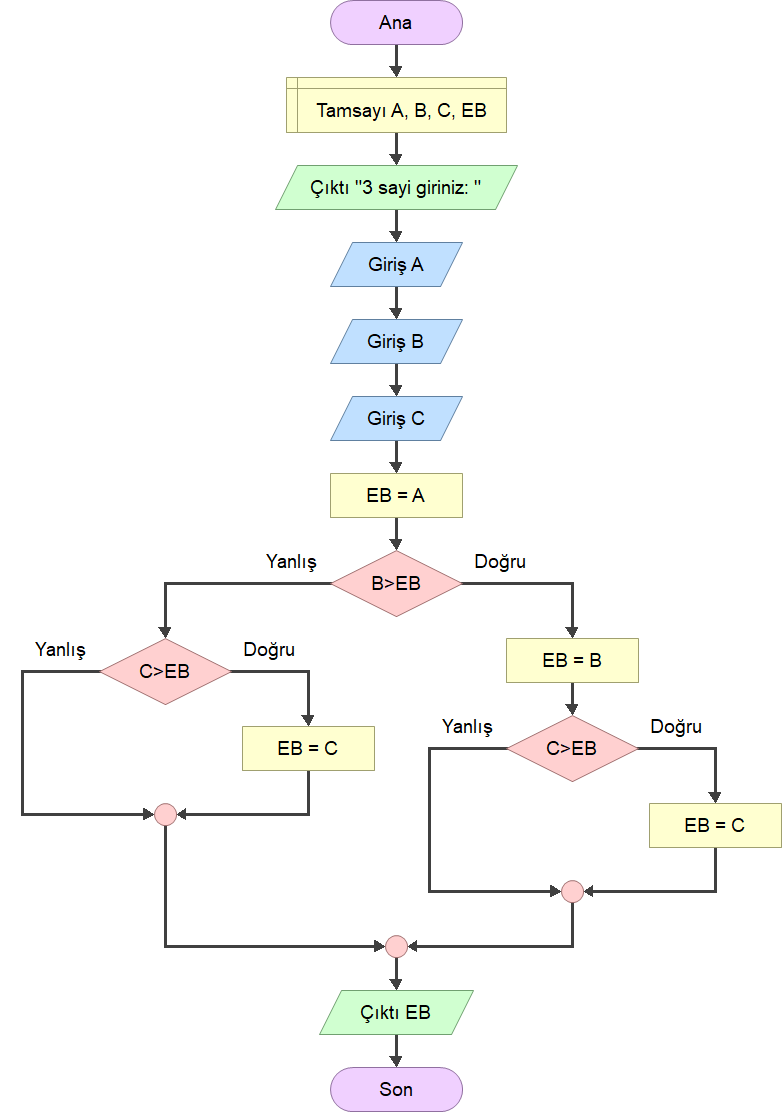 Ana
Tamsayı A, B, C, EB
Çıktı "3 sayi giriniz: "
Giriş A
Giriş B
Giriş C
EB = A
B>EB
Yanlış
Doğru
C>EB
Yanlış
Doğru
EB = C
EB = B
C>EB
Yanlış
Doğru
EB = C
Çıktı EB
Son